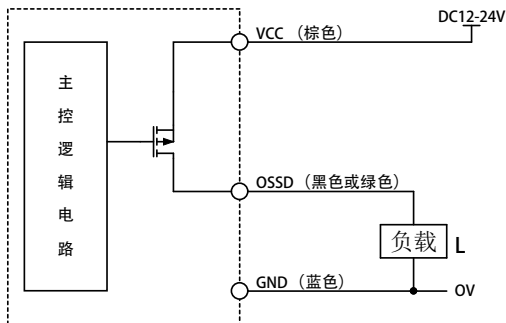 DC12-24V
VCC （棕色）
主控逻辑电路
OSSD （黑色或绿色）
负载 L
GND （蓝色）
0V